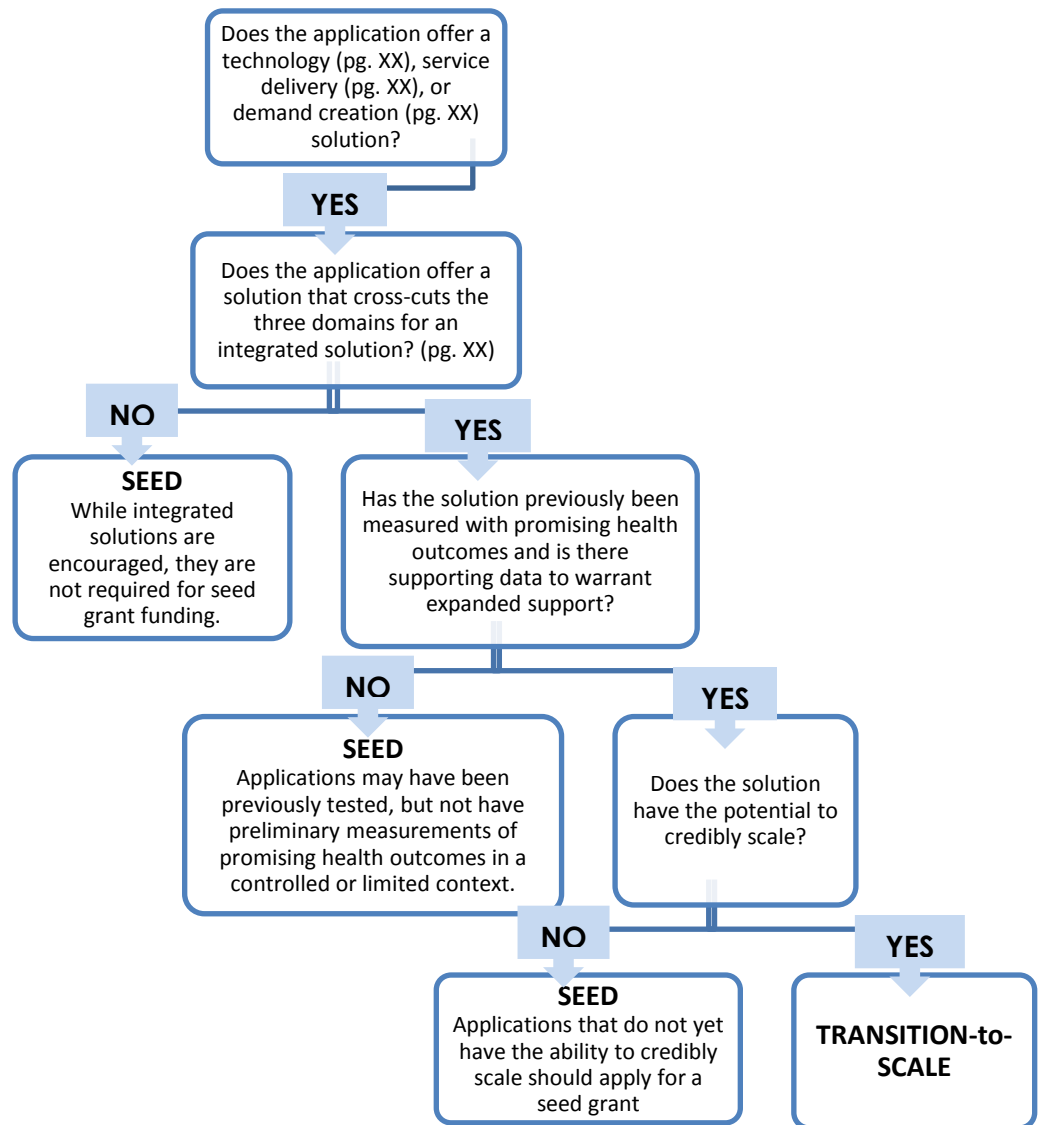 Does the application offer a
technology (pg. XX), service
delivery (pg. XX), or
demand creation (pg. XX)
solution?
YES
Does the application offer a
solution that cross-cuts the
three domains for an
integrated solution? (pg. XX)
NO
YES
SEED
While integrated
solutions are
encouraged, they are
not required for seed
grant funding.
Has the solution previously been
measured with promising health
outcomes and is there
supporting data to warrant
expanded support?
NO
YES
SEED
Applications may have been
previously tested, but not have
preliminary measurements of
promising health outcomes in a
controlled or limited context.
Does the solution
have the potential to
credibly scale?
NO
YES
SEED
Applications that do not yet
have the ability to credibly
scale should apply for a
seed grant
TRANSITION-to-
SCALE